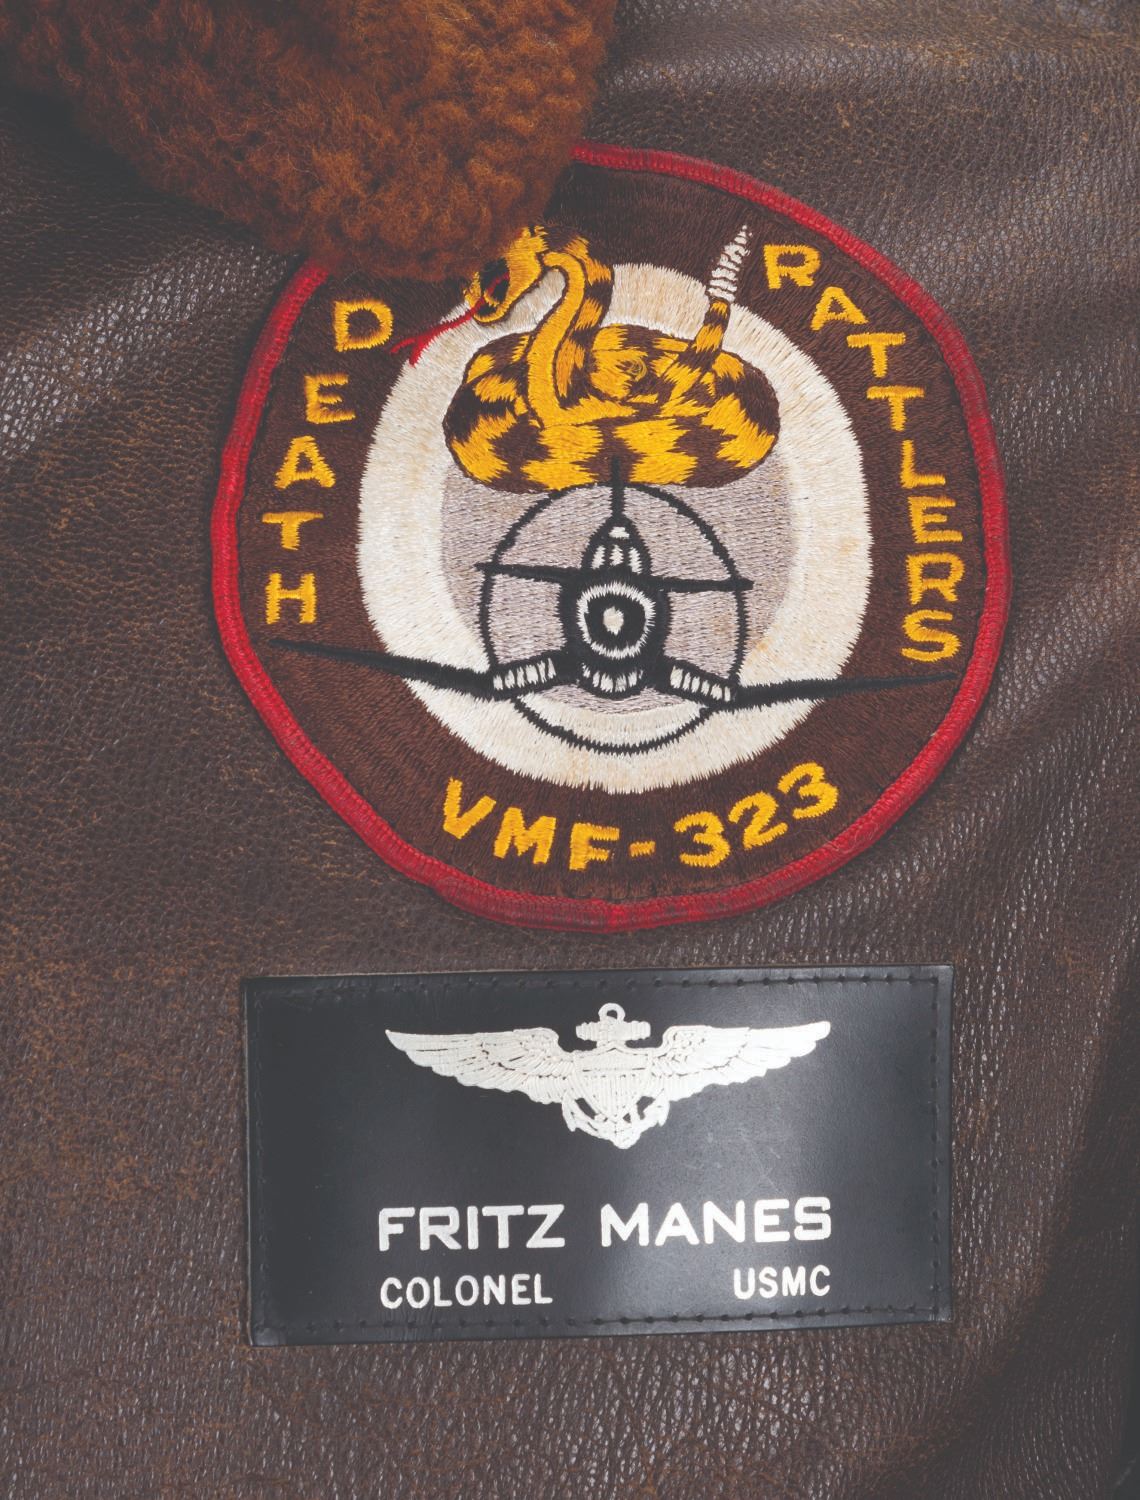 DEATH
RATTLERS
VMF-323
FRITZ MANES
COLONEL USMC